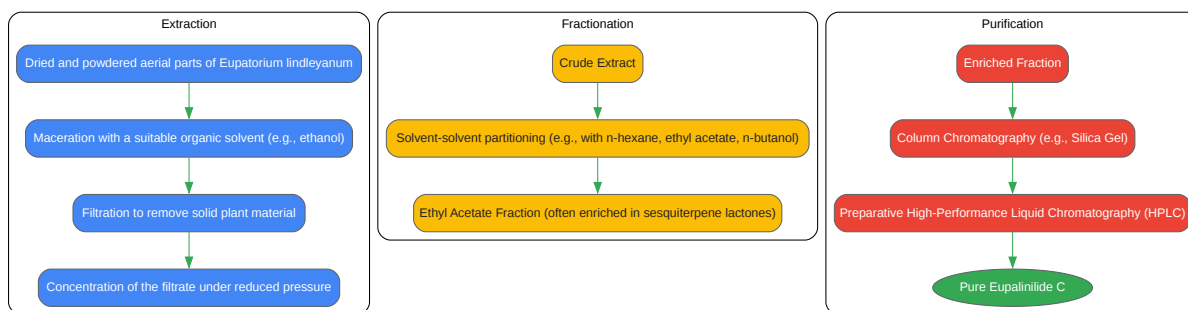 Extraction
Dried and powdered aerial parts of Eupatorium lindleyanum
Maceration with a suitable organic solvent (e.g., ethanol)
Filtration to remove solid plant material
Concentration of the filtrate under reduced pressure
Fractionation
Crude Extract
Solvent-solvent partitioning (e.g., with n-hexane, ethyl acetate, n-butanol)
Ethyl Acetate Fraction (often enriched in sesquiterpene lactones)
Purification
Enriched Fraction
Column Chromatography (e.g., Silica Gel)
Preparative High-Performance Liquid Chromatography (HPLC)
Pure Eupalinilide C